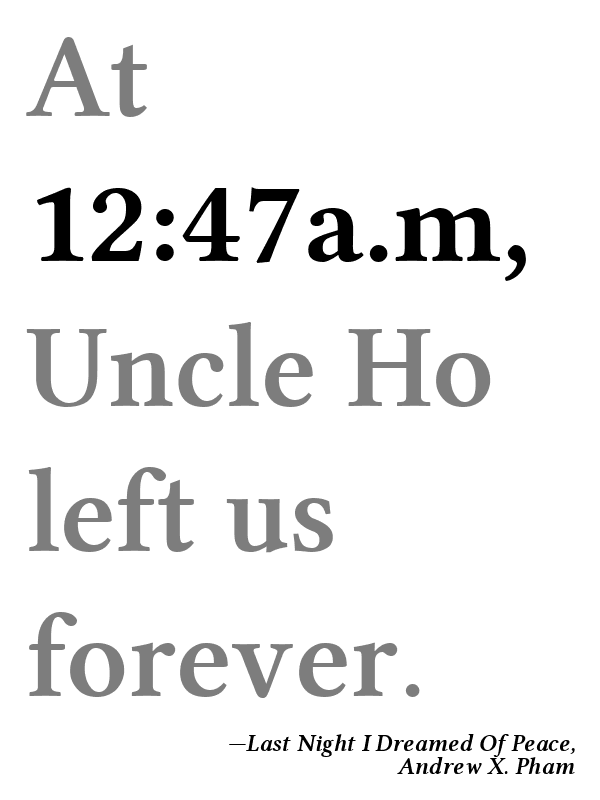 At
12:47a.m,
Uncle Ho
left us
forever.
—Last Night I Dreamed Of Peace,
Andrew X. Pham